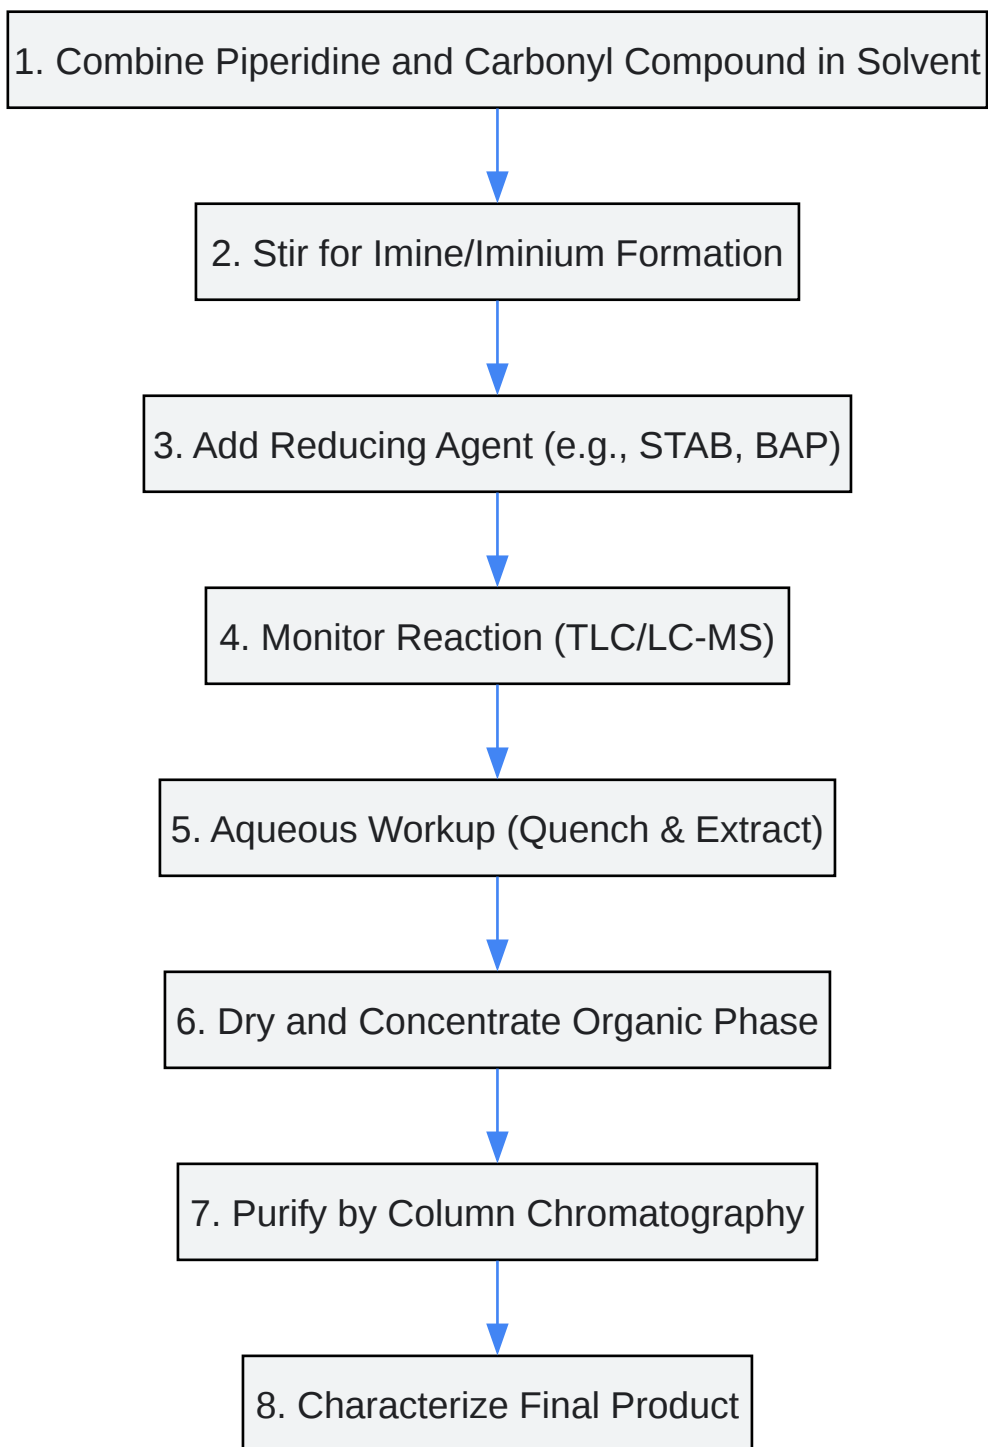 1. Combine Piperidine and Carbonyl Compound in Solvent
2. Stir for Imine/Iminium Formation
3. Add Reducing Agent (e.g., STAB, BAP)
4. Monitor Reaction (TLC/LC-MS)
5. Aqueous Workup (Quench & Extract)
6. Dry and Concentrate Organic Phase
7. Purify by Column Chromatography
8. Characterize Final Product